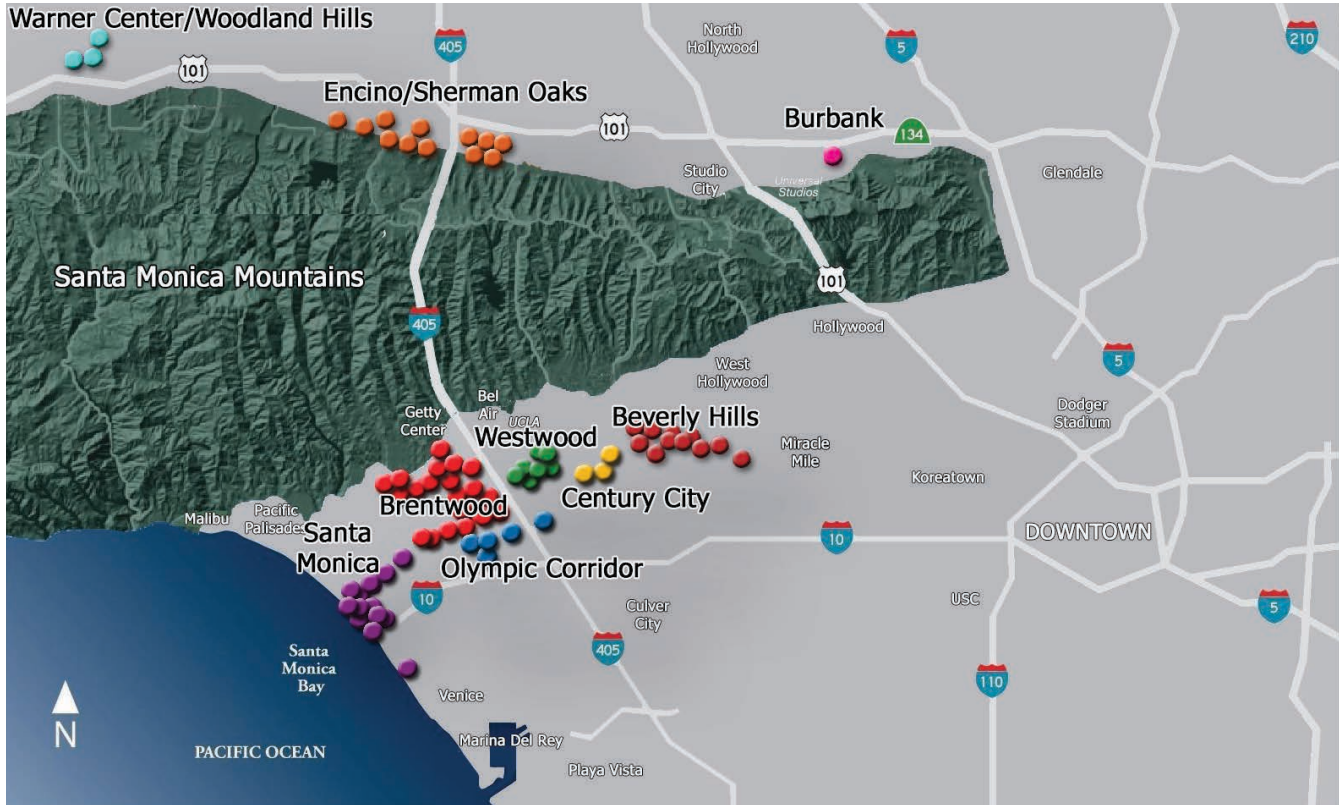 Warner Center/Woodland Hills
405
North
Hollywood
5
210
101
Encino/Sherman Oaks
101
Burbank
134
Studio
City
Universal
Studios
Glendale
Santa Monica Mountains
101
405
Hollywood
5
West
Hollywood
Bel
Air
Getty
Center
UCLA
Beverly Hills
Dodger
Stadium
Westwood
Miracle
Mile
Koreatown
Century City
Brentwood
Malibu
Pacific
Palisades
Santa
Monica
10
DOWNTOWN
Olympic Corridor
10
Culver
City
USC
5
405
Santa
Monica
Bay
110
Venice
N
PACIFIC OCEAN
Marina Del Rey
Playa Vista